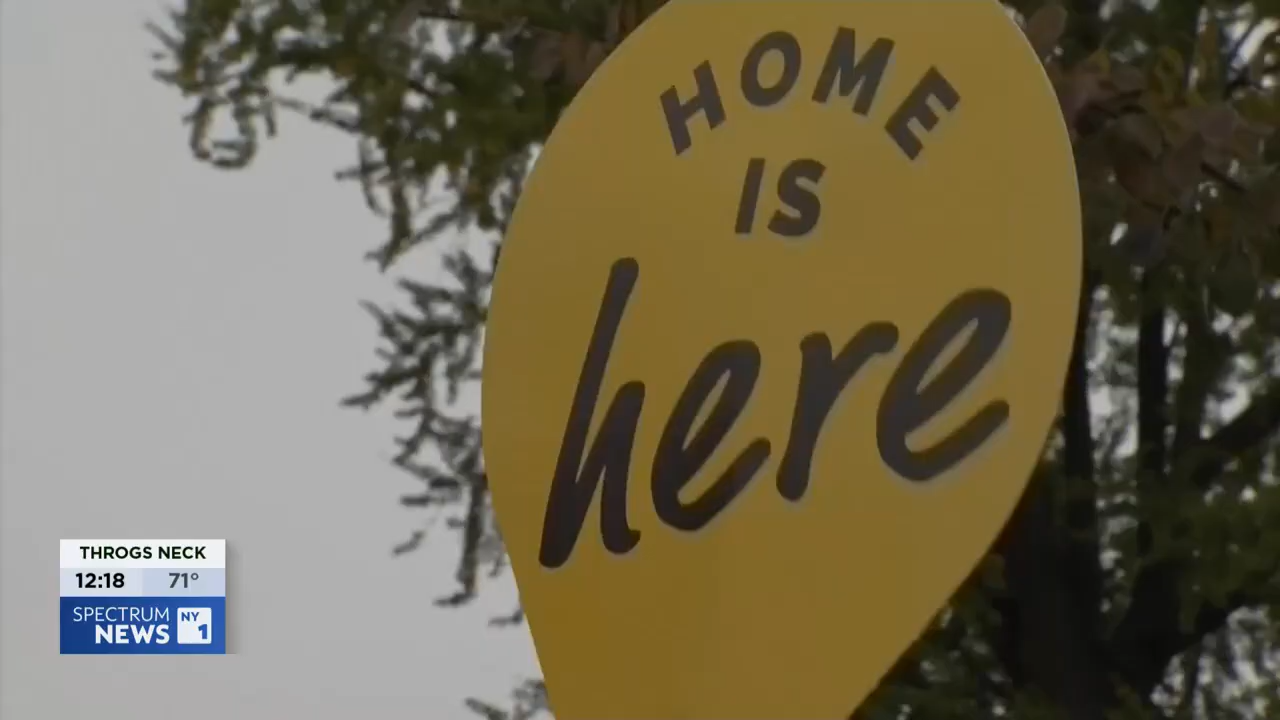 HOME
IS
here
THROGS NECK
12:18 71°
SPECTRUM
NEWS NY 1